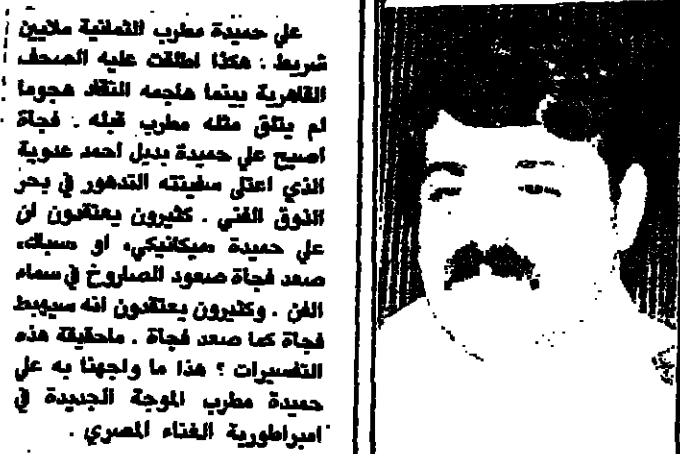 علي حميدة مطرب الثمانية ملايين
شريط . هكذا اطلقت عليه الصحف
القاهرية بينما هاجمه النقاد هجوما
لم يتلق مثله مطرب قبله . فجأة
اصبح علي حميدة بديل احمد عدوية
الذي اعتلى سفينته التدهور في بحر
الذوق الفني . كثيرون يعتقدون ان
علي حميدة ميكانيكي، او سباك،
صعد فجأة صعود الصاروخ في سماء
الفن . وكثيرون يعتقدون انه سيهبط
فجأة كما صعد فجأة . ماحقيقة هذه
التفسيرات ؟ هذا ما واجهنا به علي
حميدة مطرب الموجة الجديدة في
امبراطورية الغناء المصري .